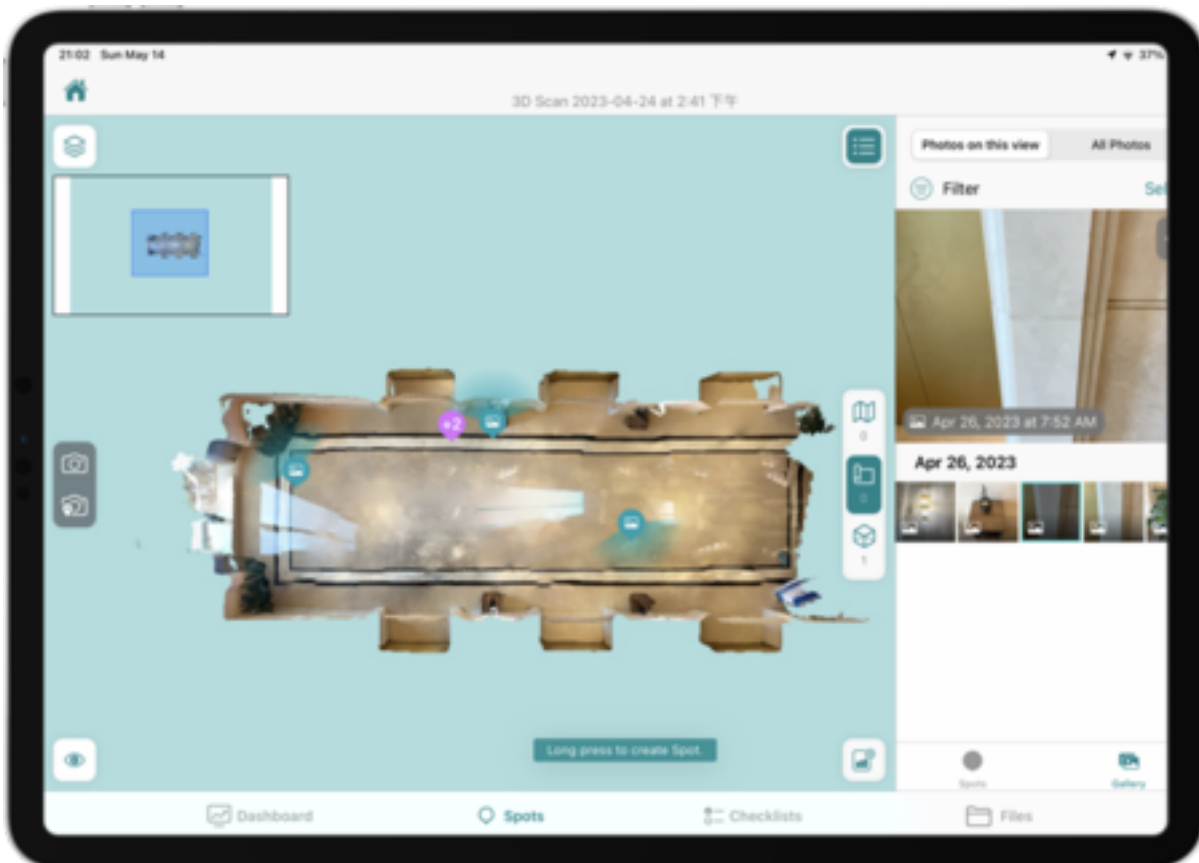 21:02 Sun May 14
37%
3D Scan 2023-04-24 at 2:41 下午
Photos on this view
All Photos
Filter
Sel
Apr 26, 2023 at 7:52 AM
Apr 26, 2023
+2
0
0
1
Long press to create Spot.
Spots
Gallery
Dashboard
Spots
Checklists
Files